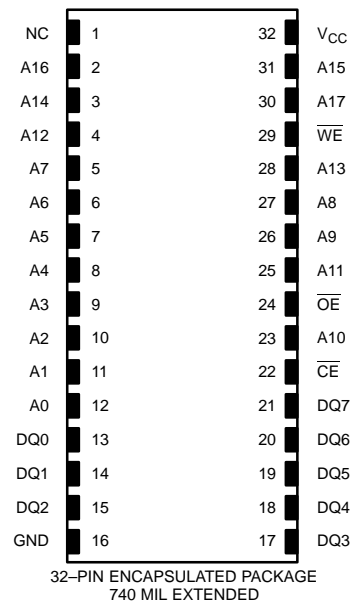 NC 1 32 VCC
A16 2 31 A15
A14 3 30 A17
A12 4 29 W̅E̅
A7 5 28 A13
A6 6 27 A8
A5 7 26 A9
A4 8 25 A11
A3 9 24 O̅E̅
A2 10 23 A10
A1 11 22 C̅E̅
A0 12 21 DQ7
DQ0 13 20 DQ6
DQ1 14 19 DQ5
DQ2 15 18 DQ4
GND 16 17 DQ3
32–PIN ENCAPSULATED PACKAGE
740 MIL EXTENDED